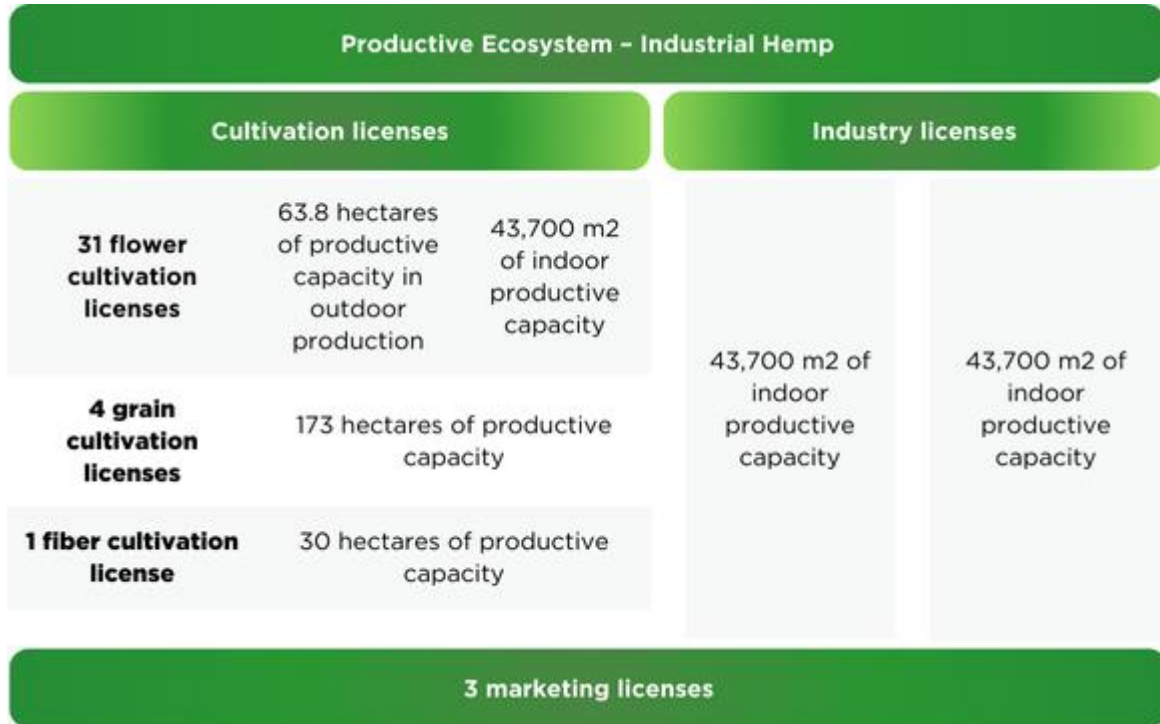 Productive Ecosystem – Industrial Hemp
Cultivation licenses
Industry licenses
31 flower
cultivation
licenses
63.8 hectares
of productive
capacity in
outdoor
production
43,700 m2
of indoor
productive
capacity
4 grain
cultivation
licenses
173 hectares of productive
capacity
1 fiber cultivation
license
30 hectares of productive
capacity
43,700 m2 of
indoor
productive
capacity
43,700 m2 of
indoor
productive
capacity
3 marketing licenses